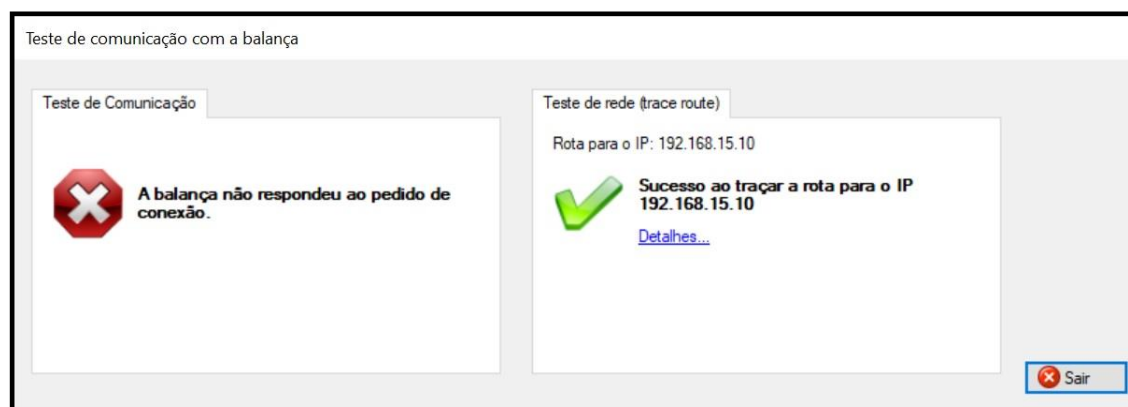 Teste de comunicação com a balança
Teste de Comunicação
A balança não respondeu ao pedido de
conexão.
Teste de rede (trace route)
Rota para o IP: 192.168.15.10
Sucesso ao traçar a rota para o IP
192.168.15.10
Detalhes...
Sair